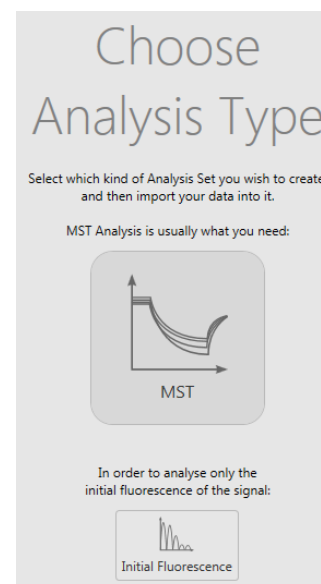 Choose
Analysis Type
Select which kind of Analysis Set you wish to create
and then import your data into it.
MST Analysis is usually what you need:
MST
In order to analyse only the
initial fluorescence of the signal:
Initial Fluorescence